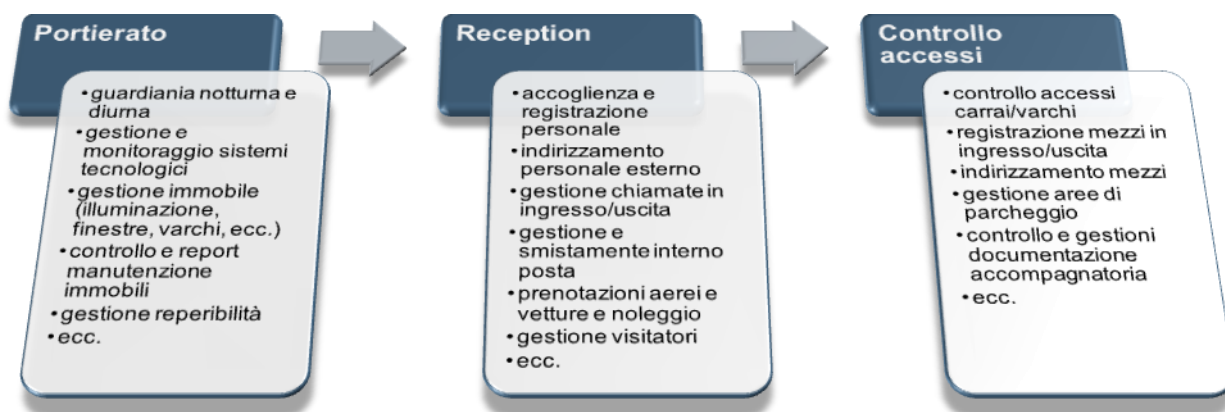 Portierato
• guardiania notturna e
diurna
• gestione e
monitoraggio sistemi
tecnologici
• gestione immobile
(illuminazione,
finestre, varchi, ecc.)
• controllo e report
manutenzione
immobili
• gestione reperibilità
• ecc.
Reception
• accoglienza e
registrazione
personale
• indirizzamento
personale esterno
• gestione chiamate in
ingresso/uscita
• gestione e
smistamente interno
posta
• prenotazioni aerei e
vetture e noleggio
• gestione visitatori
• ecc.
Controllo
accessi
• controllo accessi
carrai/varchi
• registrazione mezzi in
ingresso/uscita
• indirizzamento mezzi
• gestione aree di
parcheggio
• controllo e gestioni
documentazione
accompagnatoria
• ecc.